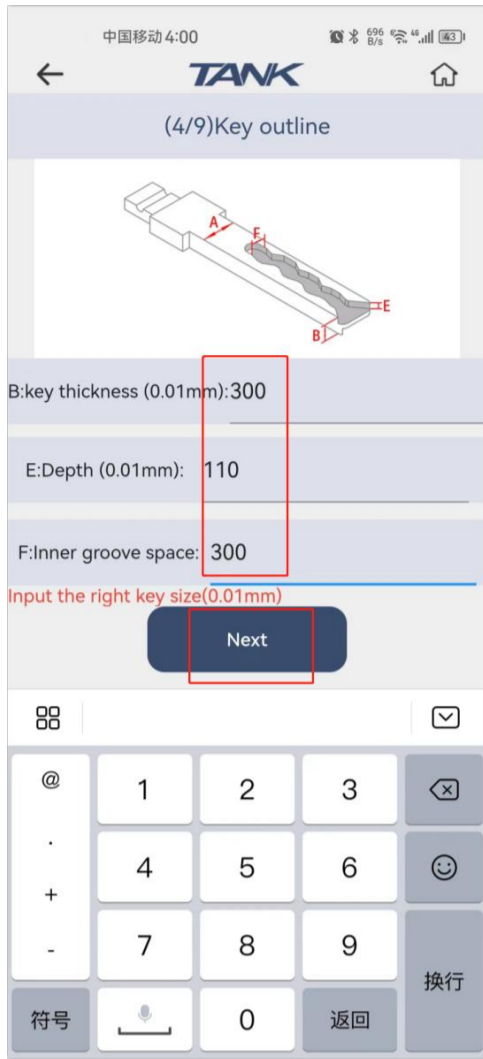 中国移动 4:00 696 B/s 46 43
TANK
(4/9)Key outline
A
F
E
B
B:key thickness (0.01mm):300
E:Depth (0.01mm): 110
F:Inner groove space: 300
Input the right key size(0.01mm)
Next
@ 1 2 3
. 4 5 6
+
- 7 8 9
换行
符号 0 返回